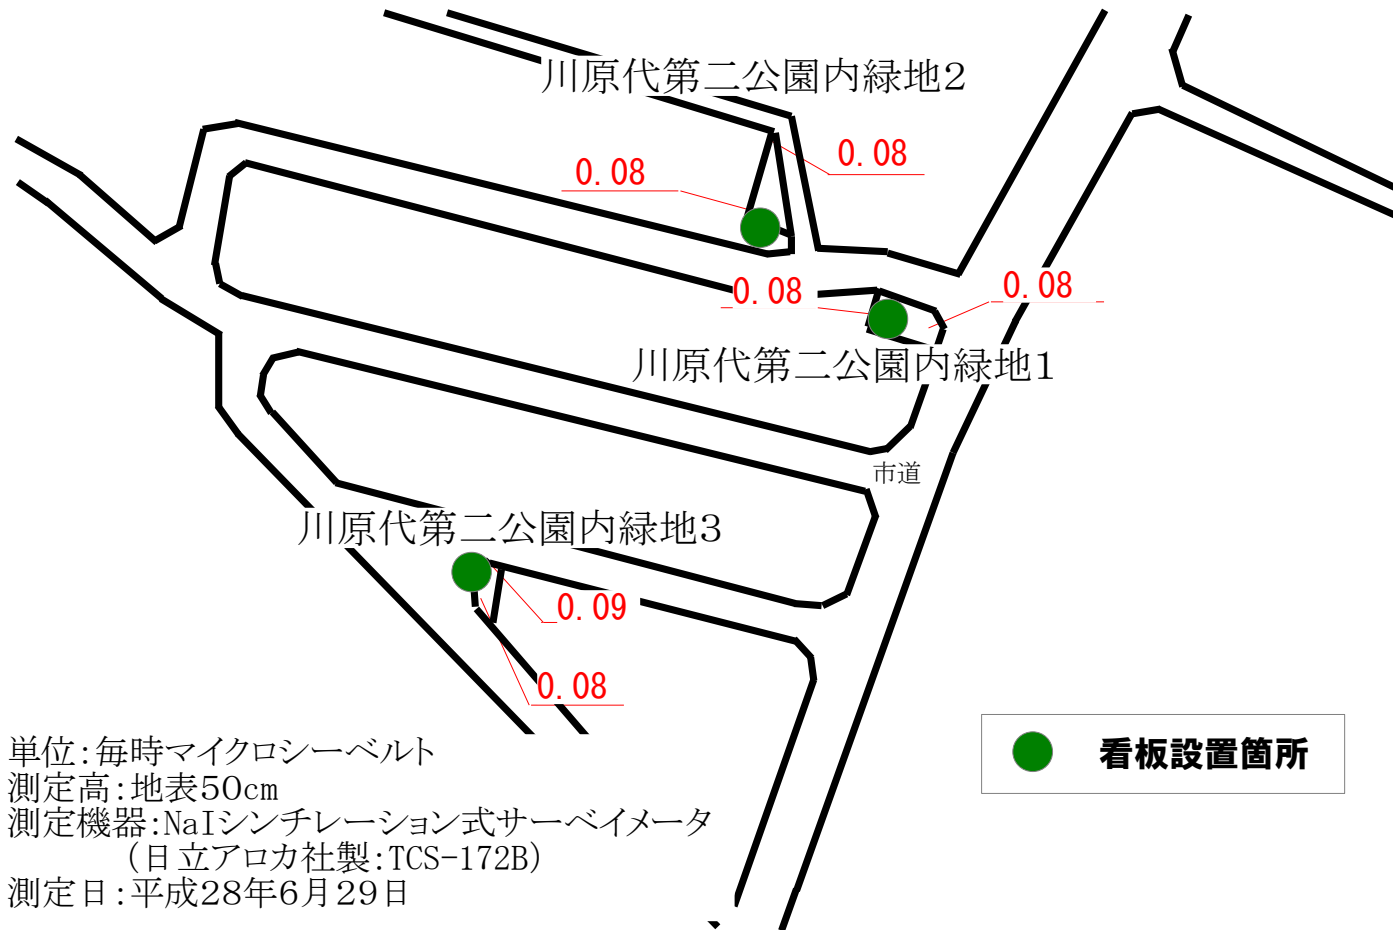 川原代第二公園内緑地2
0.08
0.08
0.08
0.08
川原代第二公園内緑地1
市道
川原代第二公園内緑地3
0.09
0.08
単位:毎時マイクロシーベルト
測定高:地表50cm
測定機器:NaIシンチレーション式サーベイメータ
(日立アロカ社製:TCS-172B)
測定日:平成28年6月29日
看板設置箇所